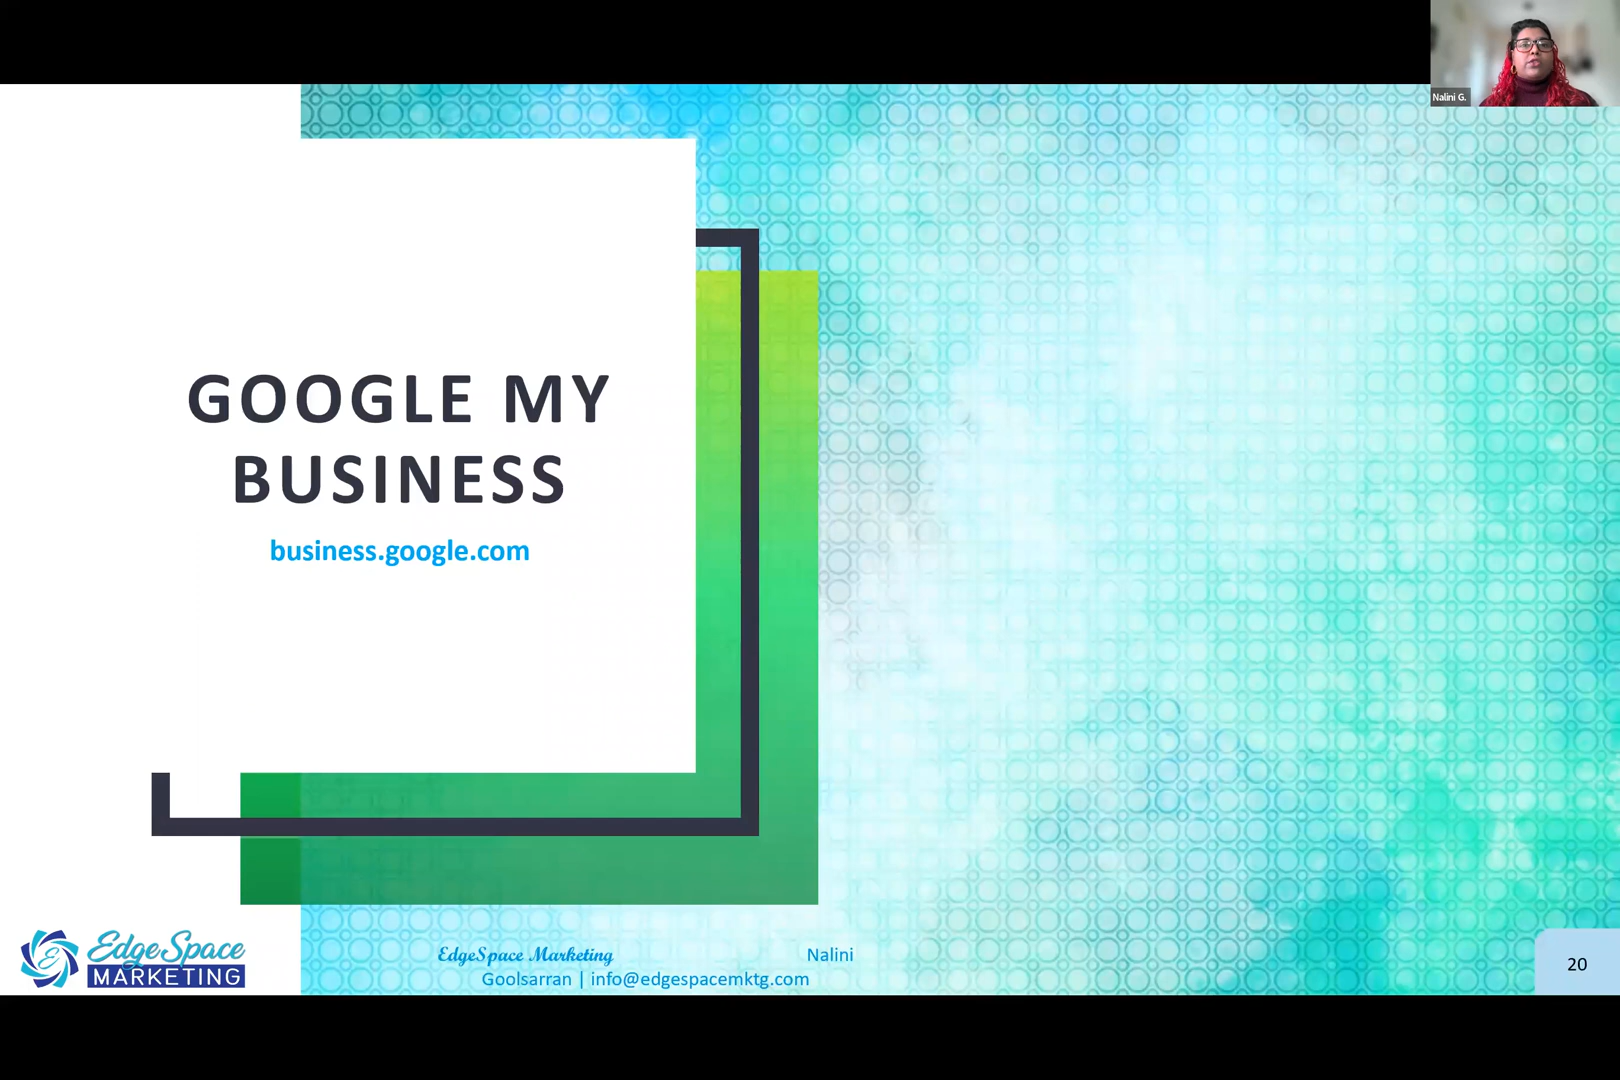 Nalini G.
GOOGLE MY
BUSINESS
business.google.com
EdgeSpace
MARKETING
EdgeSpace Marketing Nalini
Goolsarran | info@edgespacemktg.com
20